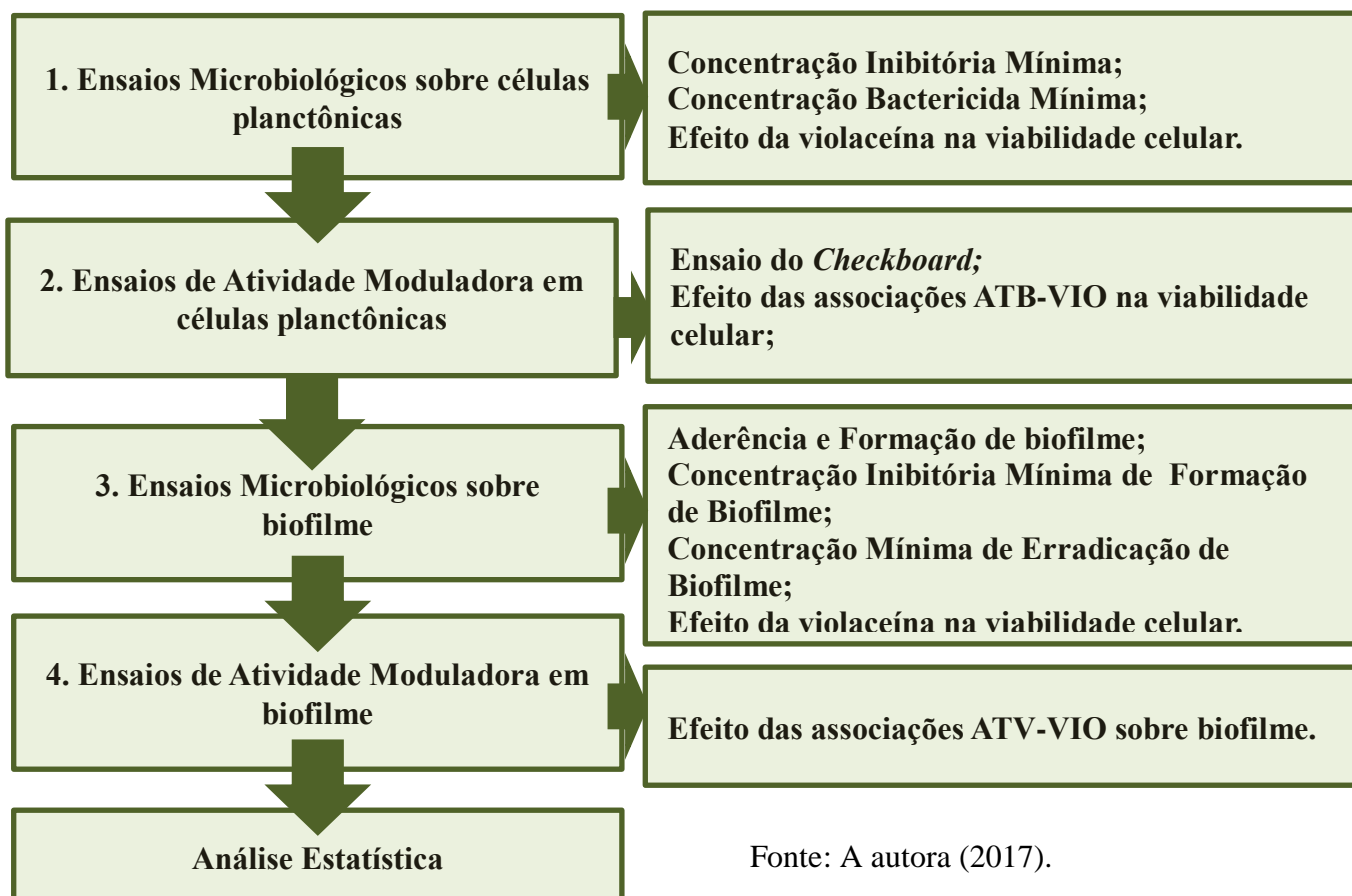 1. Ensaios Microbiológicos sobre células
planctônicas
Concentração Inibitória Mínima;
Concentração Bactericida Mínima;
Efeito da violaceína na viabilidade celular.
2. Ensaios de Atividade Moduladora em
células planctônicas
Ensaio do Checkboard;
Efeito das associações ATB-VIO na viabilidade
celular;
3. Ensaios Microbiológicos sobre
biofilme
Aderência e Formação de biofilme;
Concentração Inibitória Mínima de Formação
de Biofilme;
Concentração Mínima de Erradicação de
Biofilme;
Efeito da violaceína na viabilidade celular.
4. Ensaios de Atividade Moduladora em
biofilme
Efeito das associações ATV-VIO sobre biofilme.
Análise Estatística
Fonte: A autora (2017).